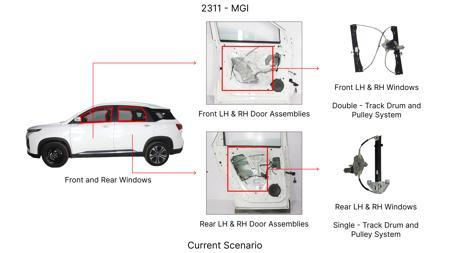 2311 - MGI
Front LH & RH Windows
Double - Track Drum and
Pulley System
Front LH & RH Door Assemblies
Front and Rear Windows
Rear LH & RH Windows
Single - Track Drum and
Pulley System
Rear LH & RH Door Assemblies
Current Scenario